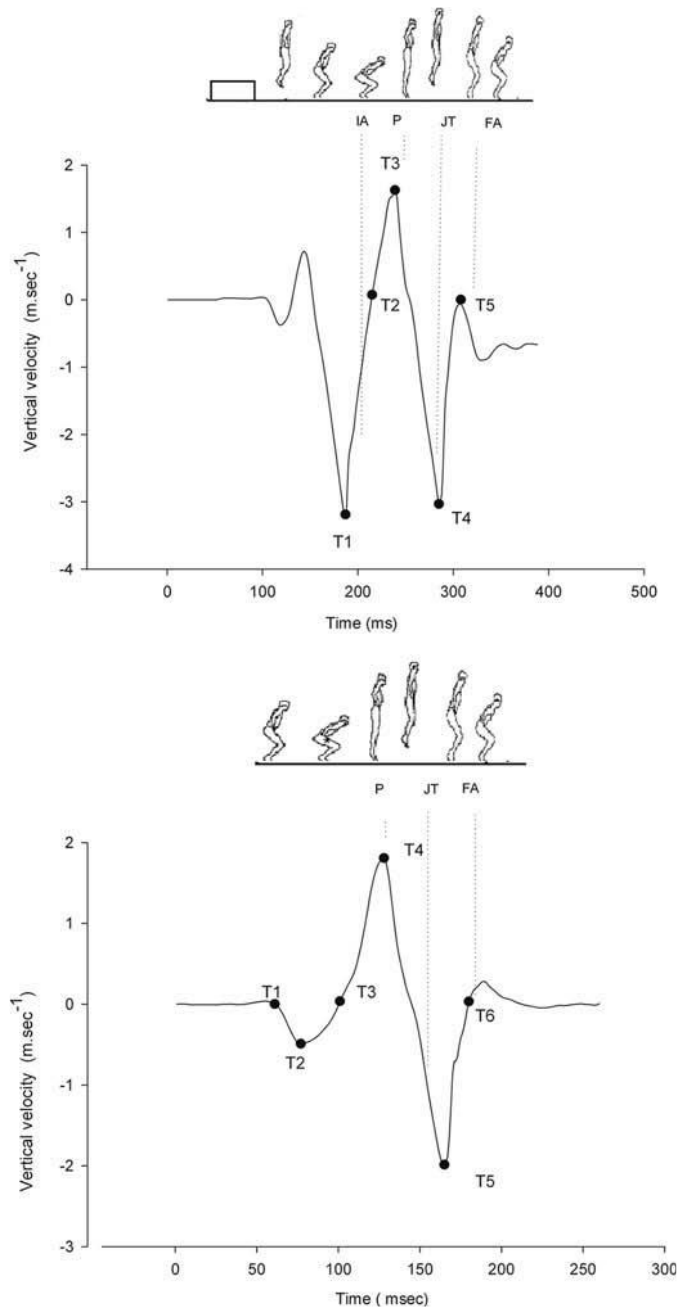 IA P JT FA
2
T3
1
0
T2
T5
-1
-2
-3
T4
T1
-4
Vertical velocity (m.sec⁻¹)
0 100 200 300 400 500
Time (ms)
P JT FA
2
T4
1
T1
T3
0
T6
T2
-1
-2
T5
-3
Vertical velocity (m.sec⁻¹)
0 50 100 150 200 250 300
Time ( msec)